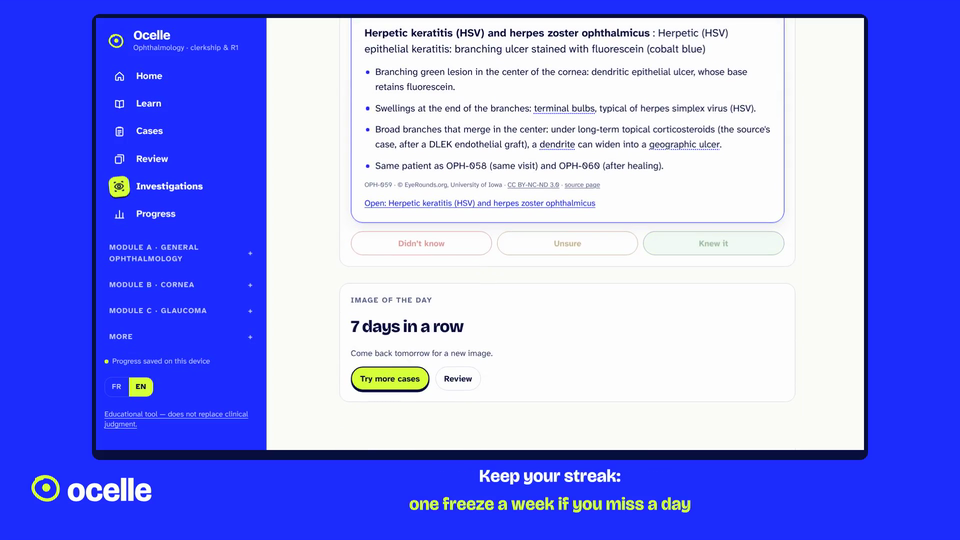 Ocelle
Ophthalmology · clerkship & R1
Home
Learn
Cases
Review
Investigations
Progress
MODULE A · GENERAL
OPHTHALMOLOGY +
MODULE B · CORNEA +
MODULE C · GLAUCOMA +
MORE +
Progress saved on this device
FR EN
Educational tool — does not replace clinical
judgment.
Herpetic keratitis (HSV) and herpes zoster ophthalmicus : Herpetic (HSV)
epithelial keratitis: branching ulcer stained with fluorescein (cobalt blue)
• Branching green lesion in the center of the cornea: dendritic epithelial ulcer, whose base
retains fluorescein.
• Swellings at the end of the branches: terminal bulbs, typical of herpes simplex virus (HSV).
• Broad branches that merge in the center: under long-term topical corticosteroids (the source's
case, after a DLEK endothelial graft), a dendrite can widen into a geographic ulcer.
• Same patient as OPH-058 (same visit) and OPH-060 (after healing).
OPH-059 · © EyeRounds.org, University of Iowa · CC BY-NC-ND 3.0 · source page
Open: Herpetic keratitis (HSV) and herpes zoster ophthalmicus
Didn't know
Unsure
Knew it
IMAGE OF THE DAY
7 days in a row
Come back tomorrow for a new image.
Try more cases
Review
ocelle
Keep your streak:
one freeze a week if you miss a day